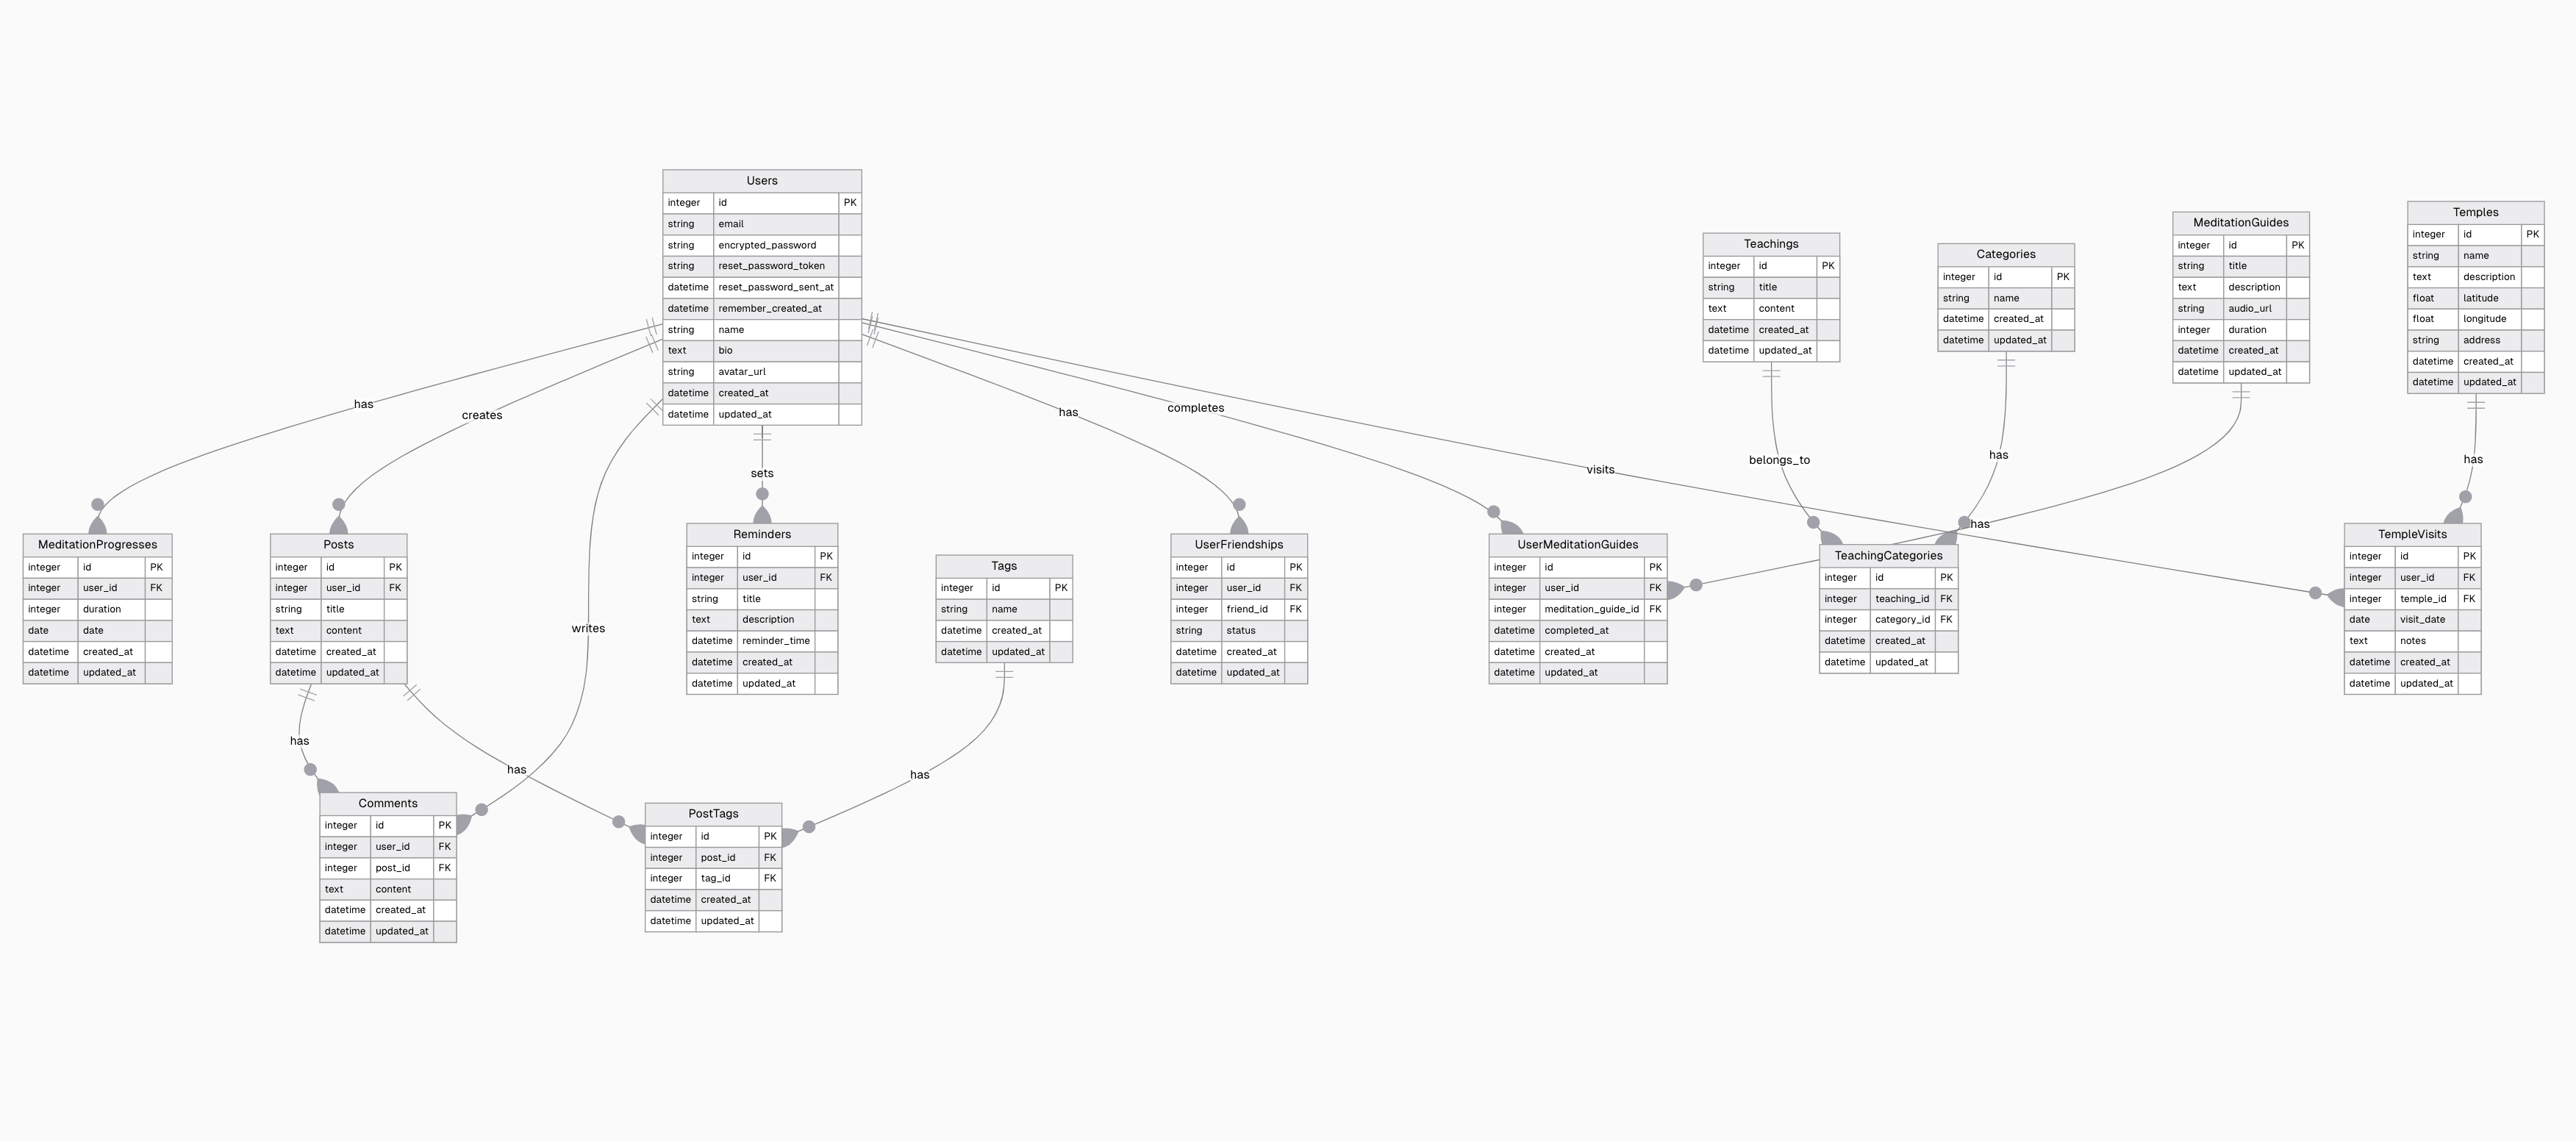 Users
integer id PK
string email
string encrypted_password
string reset_password_token
datetime reset_password_sent_at
datetime remember_created_at
string name
text bio
string avatar_url
datetime created_at
datetime updated_at
Teachings
integer id PK
string title
text content
datetime created_at
datetime updated_at
Categories
integer id PK
string name
datetime created_at
datetime updated_at
MeditationGuides
integer id PK
string title
text description
string audio_url
integer duration
datetime created_at
datetime updated_at
Temples
integer id PK
string name
text description
float latitude
float longitude
string address
datetime created_at
datetime updated_at
has
creates
sets
has
completes
visits
belongs_to
has
has
has
writes
MeditationProgresses
integer id PK
integer user_id FK
integer duration
date date
datetime created_at
datetime updated_at
Posts
integer id PK
integer user_id FK
string title
text content
datetime created_at
datetime updated_at
Reminders
integer id PK
integer user_id FK
string title
text description
datetime reminder_time
datetime created_at
datetime updated_at
Tags
integer id PK
string name
datetime created_at
datetime updated_at
UserFriendships
integer id PK
integer user_id FK
integer friend_id FK
string status
datetime created_at
datetime updated_at
UserMeditationGuides
integer id PK
integer user_id FK
integer meditation_guide_id FK
datetime completed_at
datetime created_at
datetime updated_at
TeachingCategories
integer id PK
integer teaching_id FK
integer category_id FK
datetime created_at
datetime updated_at
TempleVisits
integer id PK
integer user_id FK
integer temple_id FK
date visit_date
text notes
datetime created_at
datetime updated_at
has
has
has
Comments
integer id PK
integer user_id FK
integer post_id FK
text content
datetime created_at
datetime updated_at
PostTags
integer id PK
integer post_id FK
integer tag_id FK
datetime created_at
datetime updated_at